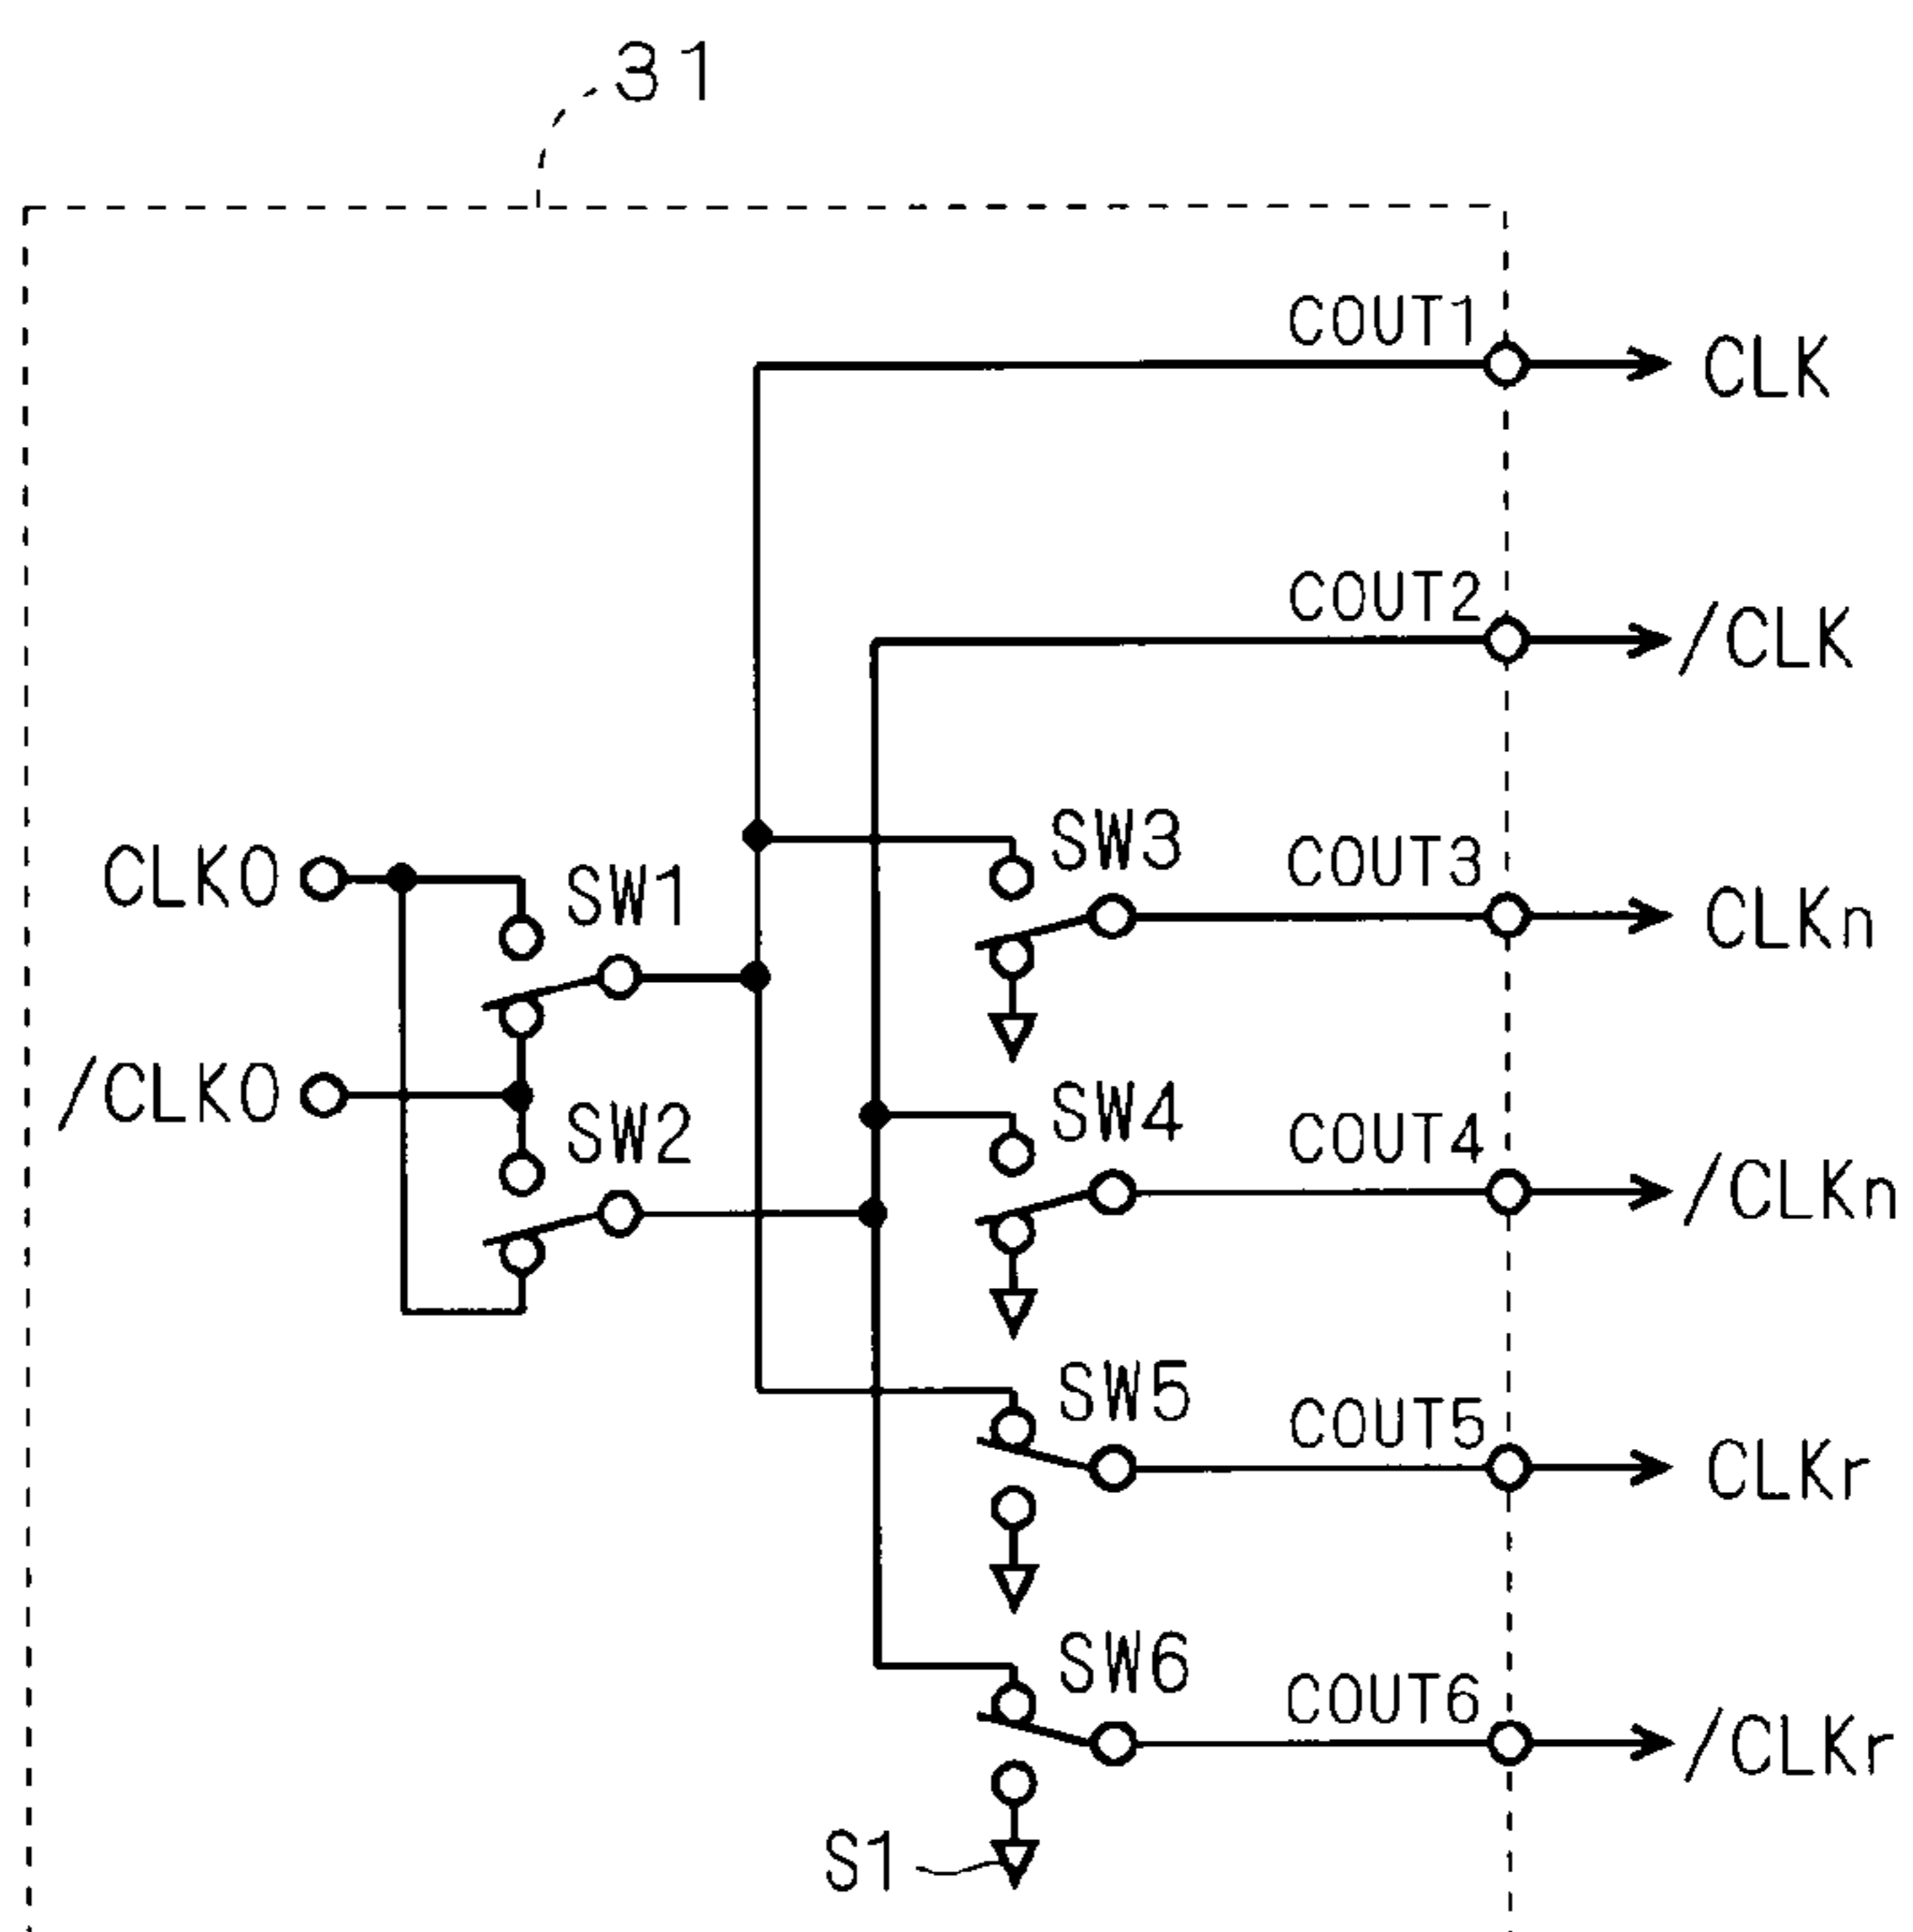 31
COUT1
CLK
COUT2
/CLK
SW3
COUT3
CLKn
CLK0
SW1
/CLK0
SW2
SW4
COUT4
/CLKn
SW5
COUT5
CLKr
SW6
COUT6
/CLKr
S1